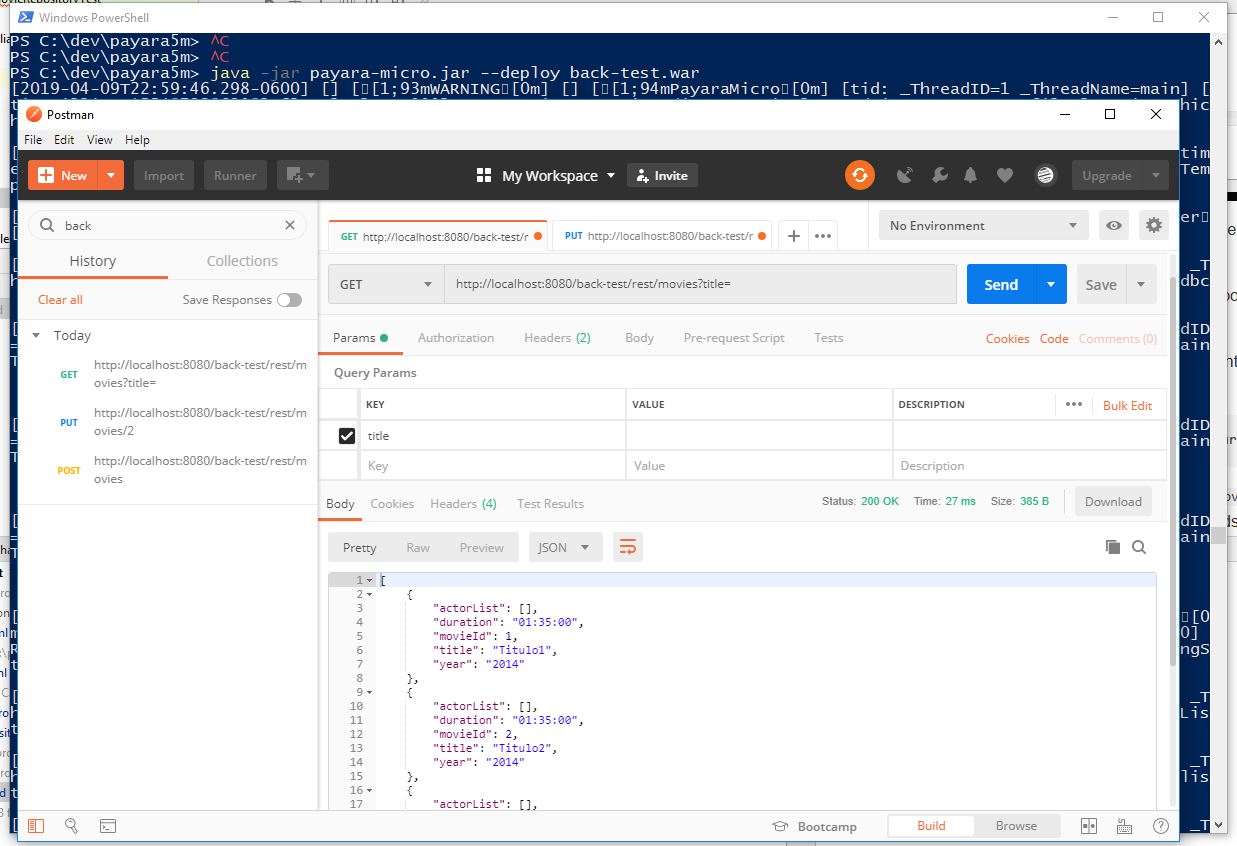 Windows PowerShell
PS C:\dev\payara5m> ^C
PS C:\dev\payara5m> ^C
PS C:\dev\payara5m> java -jar payara-micro.jar --deploy back-test.war
[2019-04-09T22:59:46.298-0600] [] [ [1;93mWARNING [0m] [] [ [1;94mPayaraMicro [0m] [tid: _ThreadID=1 _ThreadName=main] [
Postman
File Edit View Help
New Import Runner My Workspace Invite Upgrade
back
History Collections
Clear all Save Responses
Today
GET http://localhost:8080/back-test/rest/m
ovies?title=
PUT http://localhost:8080/back-test/rest/m
ovies/2
POST http://localhost:8080/back-test/rest/m
ovies
GET http://localhost:8080/back-test/r PUT http://localhost:8080/back-test/r + ••• No Environment
GET http://localhost:8080/back-test/rest/movies?title= Send Save
Params Authorization Headers (2) Body Pre-request Script Tests Cookies Code Comments (0)
Query Params
KEY VALUE DESCRIPTION ••• Bulk Edit
title
Key Value Description
Body Cookies Headers (4) Test Results Status: 200 OK Time: 27 ms Size: 385 B Download
Pretty Raw Preview JSON
1 [
2 {
3 "actorList": [],
4 "duration": "01:35:00",
5 "movieId": 1,
6 "title": "Titulo1",
7 "year": "2014"
8 },
9 {
10 "actorList": [],
11 "duration": "01:35:00",
12 "movieId": 2,
13 "title": "Titulo2",
14 "year": "2014"
15 },
16 {
17 "actorList": [],
Bootcamp Build Browse